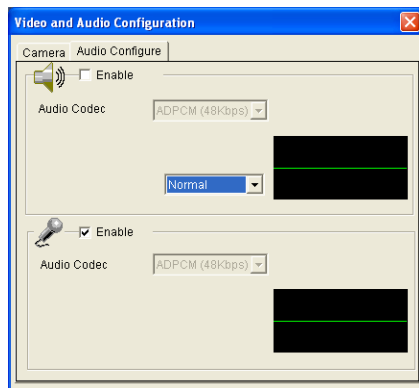 Video and Audio Configuration
Camera Audio Configure
Enable
Audio Codec ADPCM (48Kbps)
Normal
Enable
Audio Codec ADPCM (48Kbps)